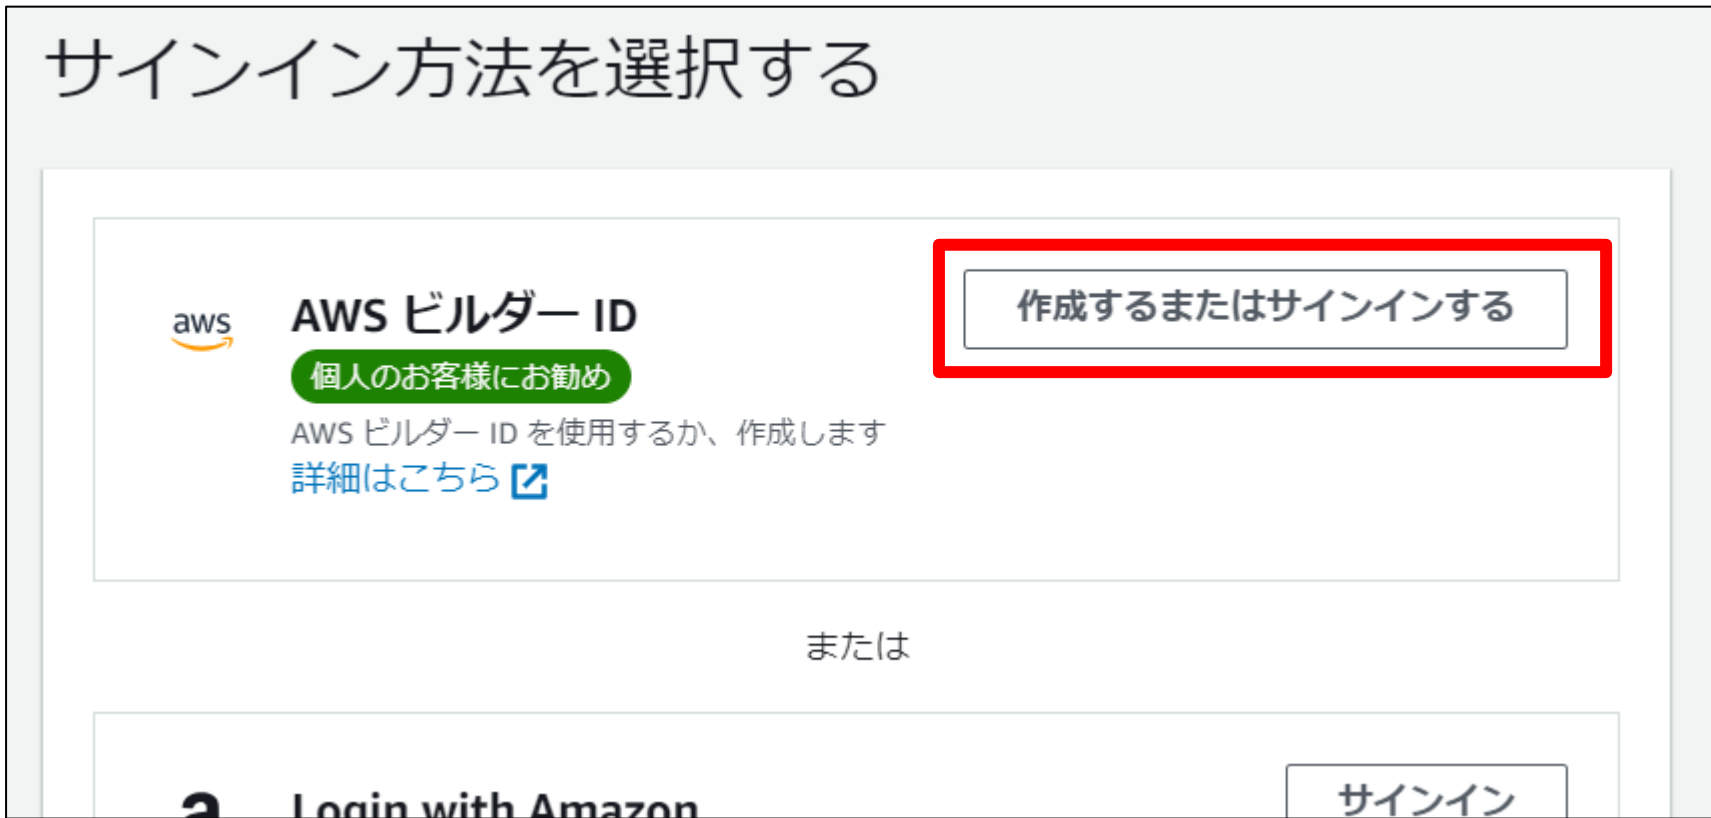 サインイン方法を選択する
aws
AWS ビルダー ID
作成するまたはサインインする
個人のお客様にお勧め
AWS ビルダー ID を使用するか、作成します
詳細はこちら
または
a
Login with Amazon
サインイン